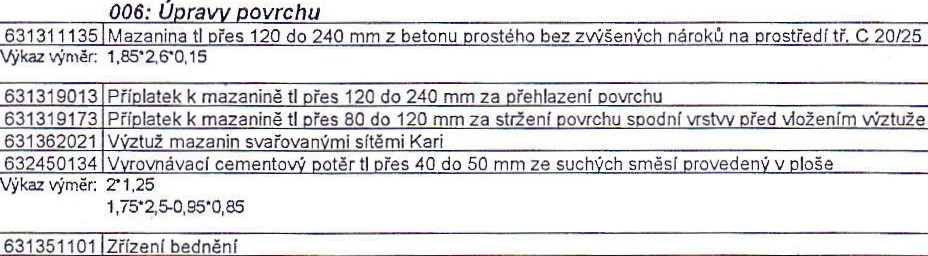 006: Úpravy povrchu
631311135 Mazanina tl přes 120 do 240 mm z betonu prostého bez zvýšených nároků na prostředí tř. C 20/25
Výkaz výměr: 1,85*2,6*0,15
631319013 Příplatek k mazanině tl přes 120 do 240 mm za přehlazení povrchu
631319173 Příplatek k mazanině tl přes 80 do 120 mm za stržení povrchu spodní vrstvy před vložením výztuže
631362021 Výztuž mazanin svařovanými sítěmi Kari
632450134 Vyrovnávací cementový potěr tl přes 40 do 50 mm ze suchých směsí provedený v ploše
Výkaz výměr: 2*1,25
1,75*2,5-0,95*0,85
631351101 Zřízení bednění